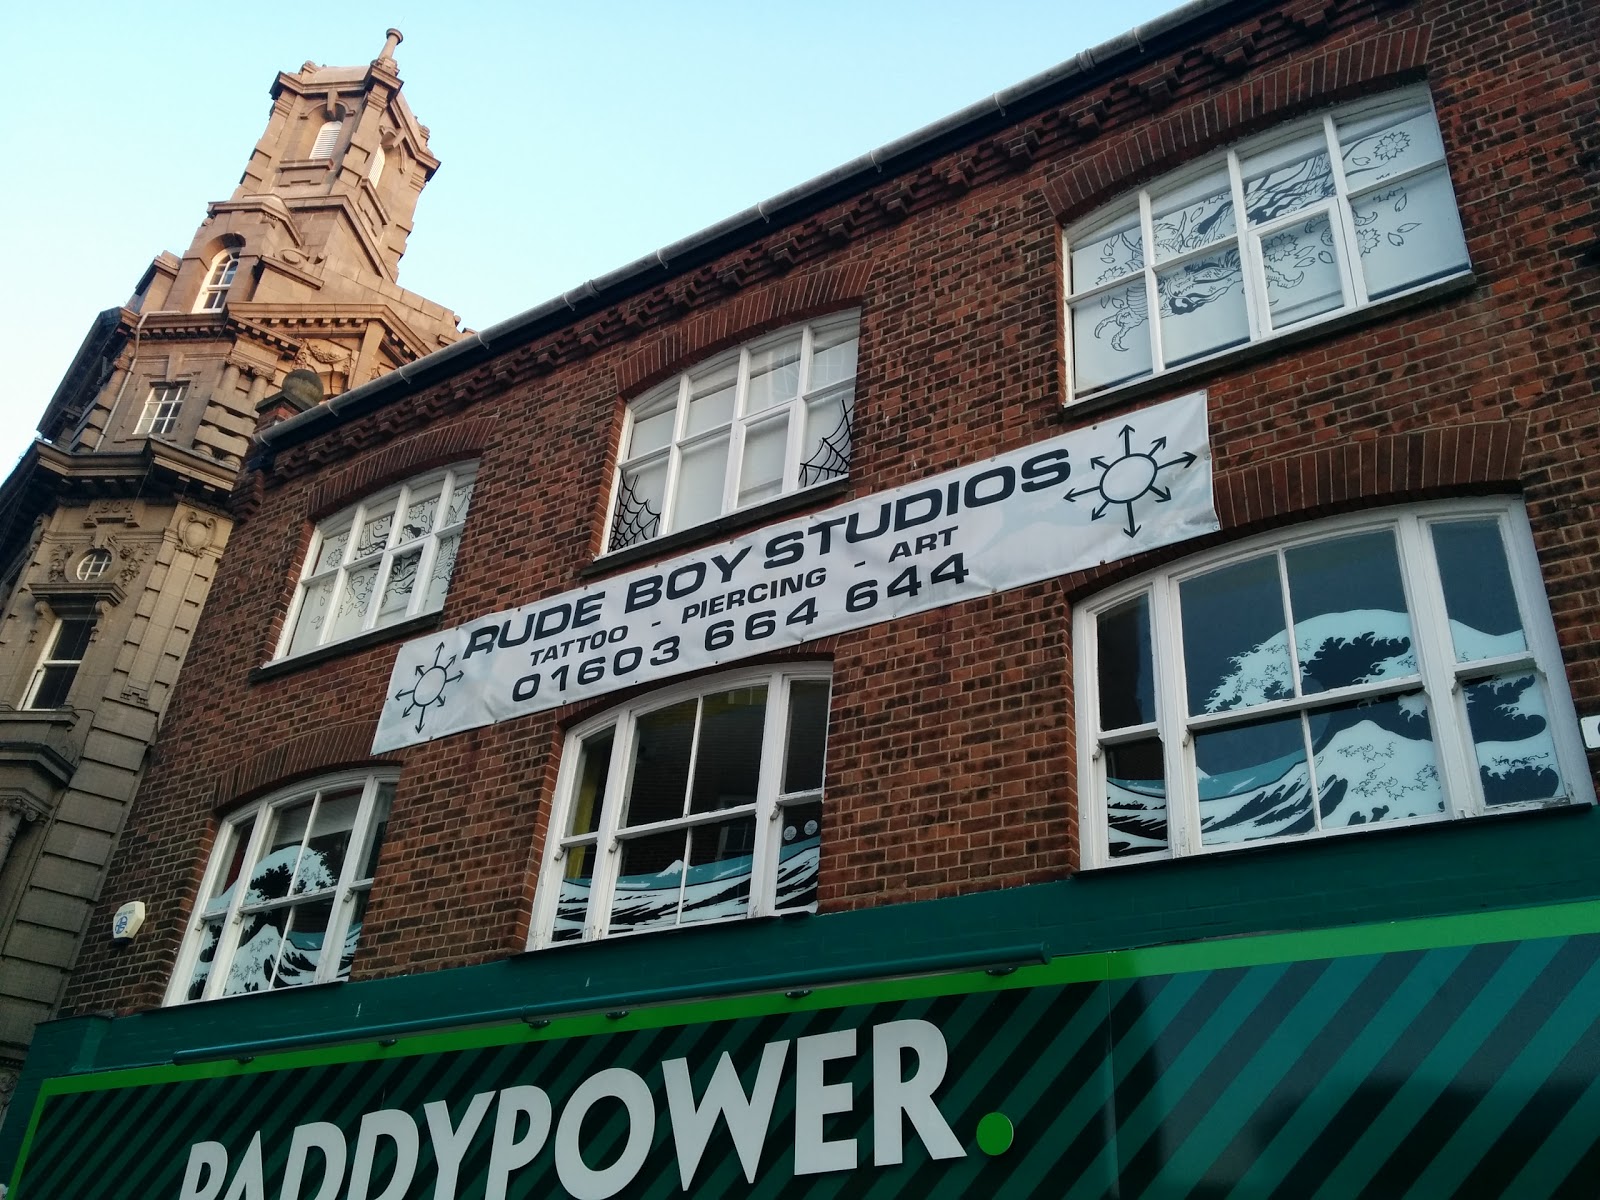 RUDE BOY STUDIOS
TATTOO - PIERCING - ART
01603 664 644
PADDYPOWER.